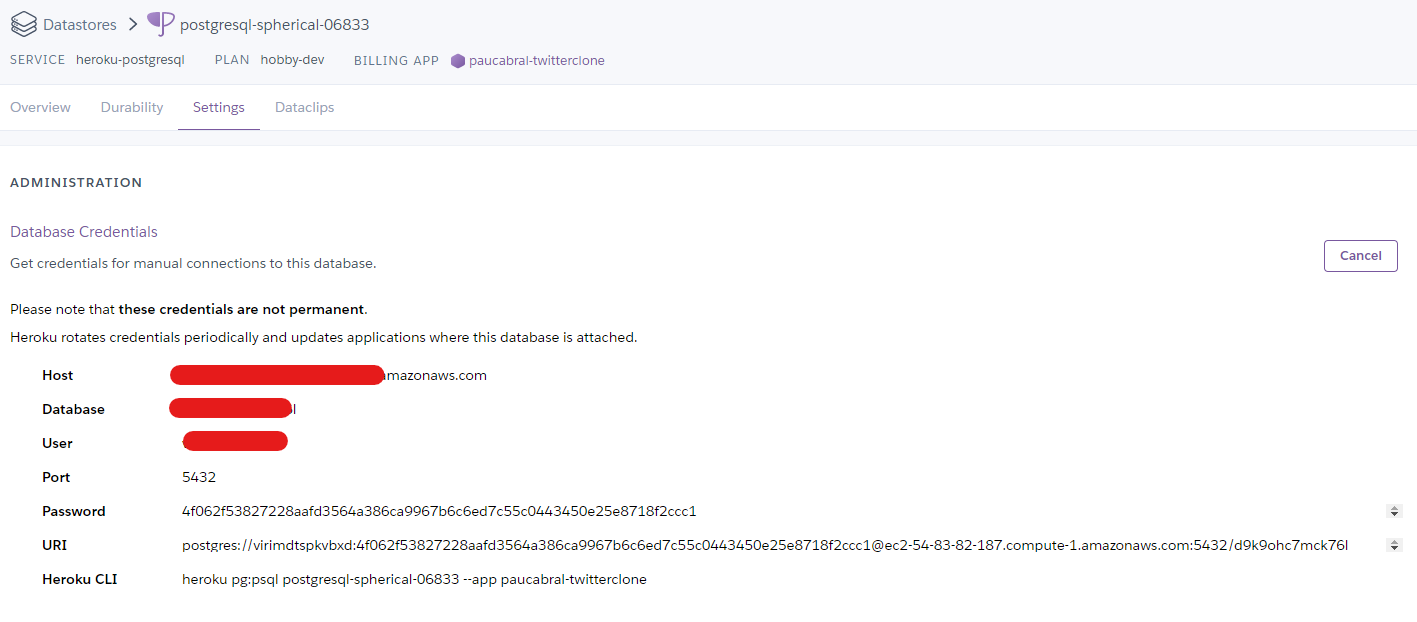 Datastores > postgresql-spherical-06833
SERVICE heroku-postgresql PLAN hobby-dev BILLING APP paucabral-twitterclone
Overview Durability Settings Dataclips
ADMINISTRATION
Database Credentials
Get credentials for manual connections to this database.
Cancel
Please note that these credentials are not permanent.
Heroku rotates credentials periodically and updates applications where this database is attached.
Host amazonaws.com
Database
User
Port 5432
Password 4f062f53827228aafd3564a386ca9967b6c6ed7c55c0443450e25e8718f2ccc1
URI postgres://virimdtspkvbxd:4f062f53827228aafd3564a386ca9967b6c6ed7c55c0443450e25e8718f2ccc1@ec2-54-83-82-187.compute-1.amazonaws.com:5432/d9k9ohc7mck76l
Heroku CLI heroku pg:psql postgresql-spherical-06833 --app paucabral-twitterclone